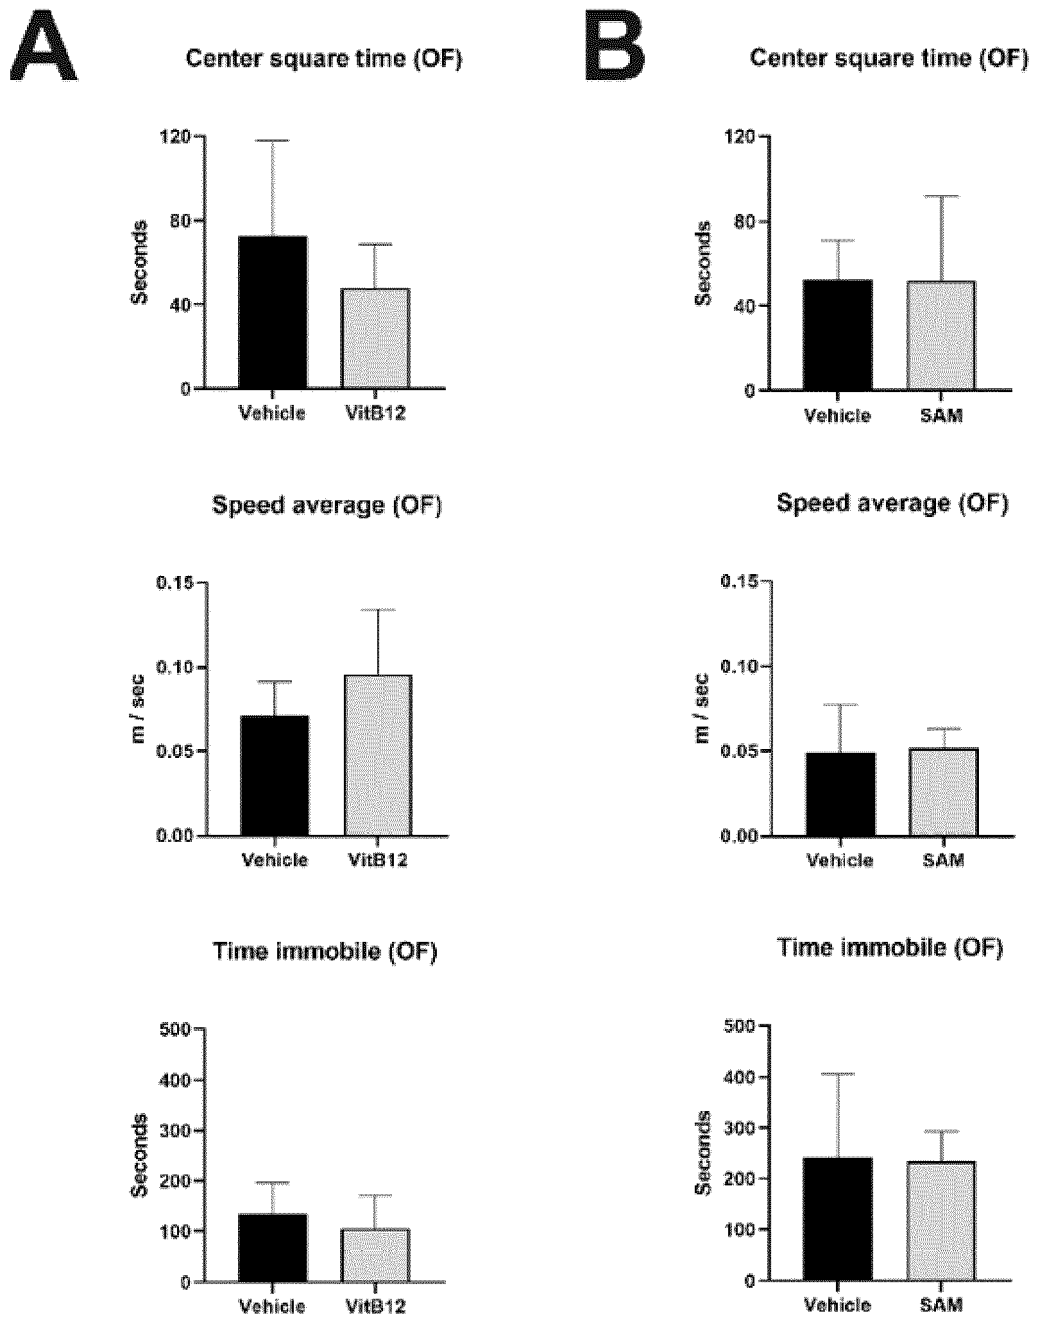 A
Center square time (OF)
120
80
40
0
Seconds
Vehicle VitB12
Speed average (OF)
0.15
0.10
0.05
0.00
m / sec
Vehicle VitB12
Time immobile (OF)
500
400
300
200
100
0
Seconds
Vehicle VitB12
B
Center square time (OF)
120
80
40
0
Seconds
Vehicle SAM
Speed average (OF)
0.15
0.10
0.05
0.00
m / sec
Vehicle SAM
Time immobile (OF)
500
400
300
200
100
0
Seconds
Vehicle SAM